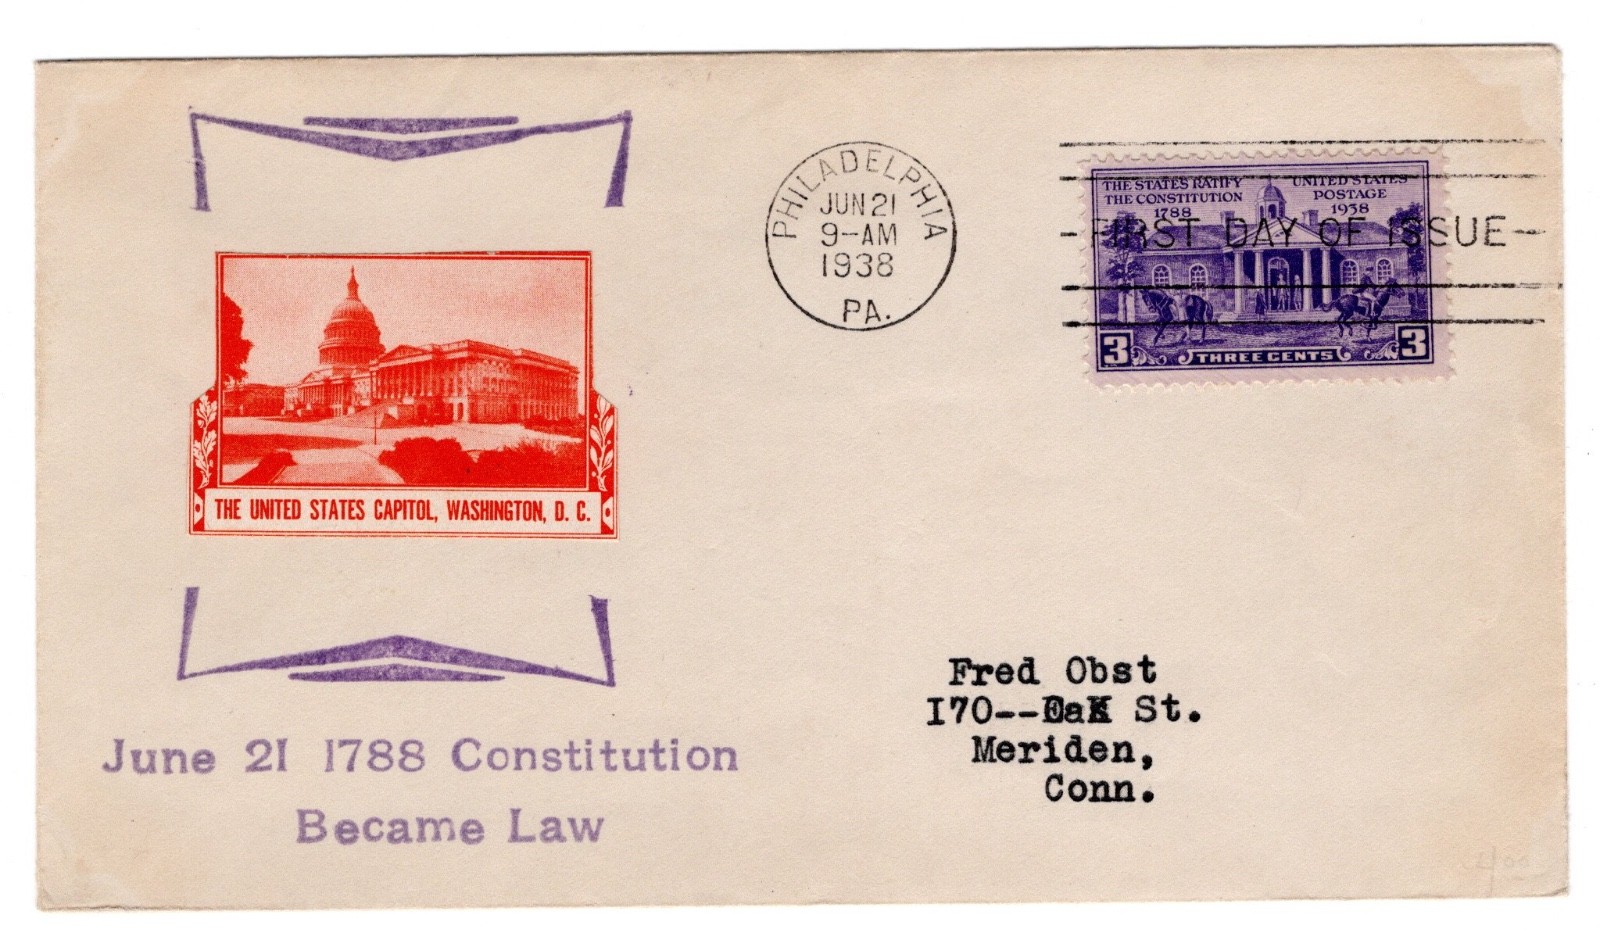 PHILADELPHIA
JUN 21
9-AM
1938
PA.
THE STATES RATIFY
THE CONSTITUTION
1788
UNITED STATES
POSTAGE
1938
FIRST DAY OF ISSUE
3 THREE CENTS 3
THE UNITED STATES CAPITOL, WASHINGTON, D. C.
Fred Obst
170--Oak St.
Meriden,
Conn.
June 21 1788 Constitution
Became Law
400